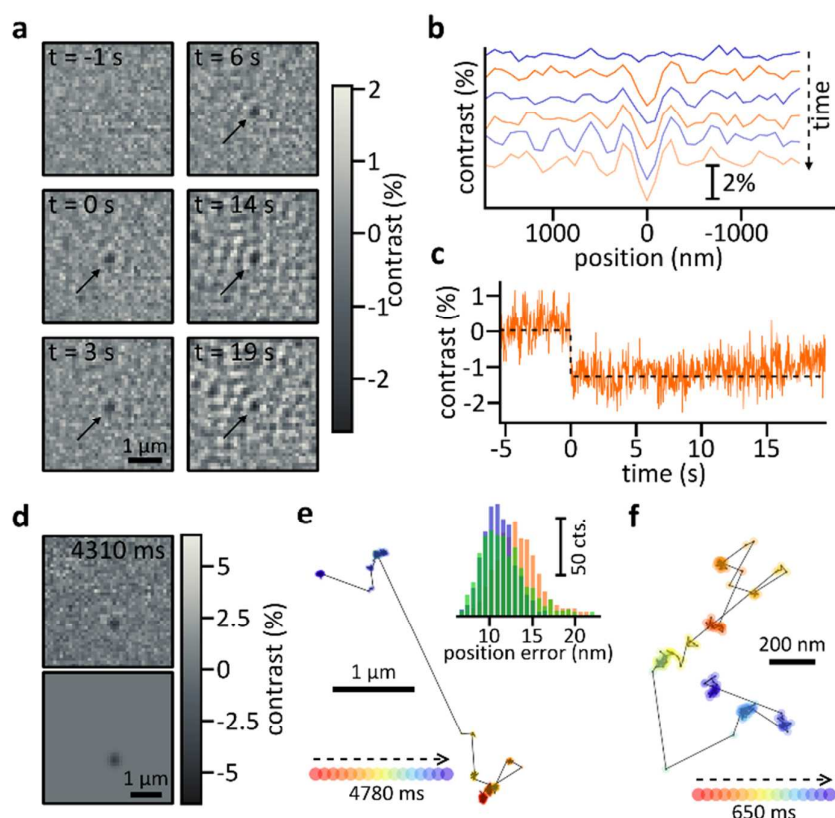 a
t = -1 s
t = 6 s
t = 0 s
t = 14 s
t = 3 s
t = 19 s
1 μm
2
1
0
-1
-2
contrast (%)
b
contrast (%)
time
2%
1000 0 -1000
position (nm)
c
contrast (%)
1
0
-1
-2
-5 0 5 10 15
time (s)
d
4310 ms
1 μm
5
2.5
0
-2.5
-5
contrast (%)
e
1 μm
4780 ms
50 cts.
10 15 20
position error (nm)
f
200 nm
650 ms